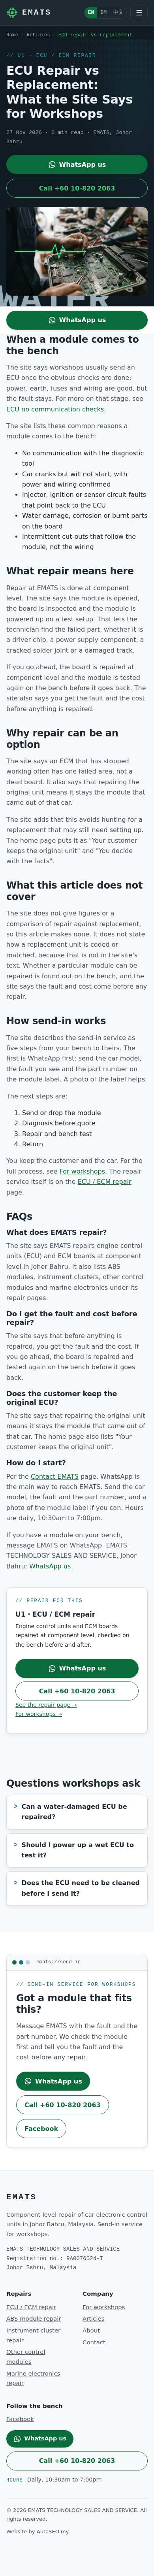 EMATS
EN BM 中文
Home / Articles / ECU repair vs replacement
// U1 · ECU / ECM REPAIR
ECU Repair vs
Replacement:
What the Site Says
for Workshops
27 Nov 2026 · 3 min read · EMATS, Johor
Bahru
WhatsApp us
Call +60 10-820 2063
WATER
WhatsApp us
When a module comes to
the bench
The site says workshops usually send an
ECU once the obvious checks are done:
power, earth, fuses and wiring are good, but
the fault stays. For more on that stage, see
ECU no communication checks.
The site lists these common reasons a
module comes to the bench:
No communication with the diagnostic
tool
Car cranks but will not start, with
power and wiring confirmed
Injector, ignition or sensor circuit faults
that point back to the ECU
Water damage, corrosion or burnt parts
on the board
Intermittent cut-outs that follow the
module, not the wiring
What repair means here
Repair at EMATS is done at component
level. The site says the module is opened,
and the damage is found and tested. That
means finding the failed part, whether it is
a driver chip, a power supply component, a
cracked solder joint or a damaged track.
If you go ahead, the board is repaired at
component level and the module is tested
again on the bench before it goes back. The
site also says you get the fault and the cost
before anything is repaired.
Why repair can be an
option
The site says an ECM that has stopped
working often has one failed area, not a
dead board. It also says that repairing the
original unit means it stays the module that
came out of that car.
The site adds that this avoids hunting for a
replacement that may still need setting up.
The home page puts it as "Your customer
keeps the original unit" and "You decide
with the facts".
What this article does not
cover
The site does not give figures or a
comparison of repair against replacement,
so this article makes none. It does not state
how a replacement unit is coded or
matched, because that is not in the site's
text. Whether a particular module can be
repaired is found out on the bench, and the
site says the fault and cost come before any
repair.
How send-in works
The site describes the send-in service as
five steps from your bench to theirs. The
first is WhatsApp first: send the car model,
the fault you see and the part number on
the module label. A photo of the label helps.
The next steps are:
1. Send or drop the module
2. Diagnosis before quote
3. Repair and bench test
4. Return
You keep the customer and the car. For the
full process, see For workshops. The repair
service itself is on the ECU / ECM repair
page.
FAQs
What does EMATS repair?
The site says EMATS repairs engine control
units (ECU) and ECM boards at component
level in Johor Bahru. It also lists ABS
modules, instrument clusters, other control
modules and marine electronics under its
repair pages.
Do I get the fault and cost before
repair?
The site says that before anything is
repaired, you get the fault and the cost. If
you go ahead, the board is repaired and
tested again on the bench before it goes
back.
Does the customer keep the
original ECU?
The site says that repairing the original unit
means it stays the module that came out of
that car. The home page also lists "Your
customer keeps the original unit".
How do I start?
Per the Contact EMATS page, WhatsApp is
the main way to reach EMATS. Send the car
model, the fault and the part number, and a
photo of the module label if you can. Hours
are daily, 10:30am to 7:00pm.
If you have a module on your bench,
message EMATS on WhatsApp. EMATS
TECHNOLOGY SALES AND SERVICE, Johor
Bahru: WhatsApp us
// REPAIR FOR THIS
U1 · ECU / ECM repair
Engine control units and ECM boards
repaired at component level, checked on
the bench before and after.
WhatsApp us
Call +60 10-820 2063
See the repair page →
For workshops →
Questions workshops ask
> Can a water-damaged ECU be
repaired?
> Should I power up a wet ECU to
test it?
> Does the ECU need to be cleaned
before I send it?
emats://send-in
// SEND-IN SERVICE FOR WORKSHOPS
Got a module that fits
this?
Message EMATS with the fault and the
part number. We check the module
first and tell you the fault and the
cost before any repair.
WhatsApp us
Call +60 10-820 2063
Facebook
EMATS
Component-level repair of car electronic control
units in Johor Bahru, Malaysia. Send-in service
for workshops.
EMATS TECHNOLOGY SALES AND SERVICE
Registration no.: RA0076024-T
Johor Bahru, Malaysia
Repairs
ECU / ECM repair
ABS module repair
Instrument cluster
repair
Other control
modules
Marine electronics
repair
Company
For workshops
Articles
About
Contact
Follow the bench
Facebook
WhatsApp us
Call +60 10-820 2063
HOURS Daily, 10:30am to 7:00pm
© 2026 EMATS TECHNOLOGY SALES AND SERVICE. All
rights reserved.
Website by AutoSEO.my